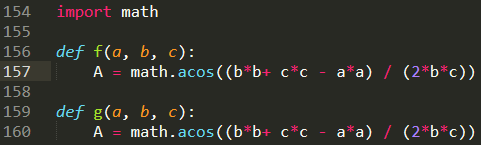 154 import math
155
156 def f(a, b, c):
157     A = math.acos((b*b+ c*c - a*a) / (2*b*c))
158
159 def g(a, b, c):
160     A = math.acos((b*b+ c*c - a*a) / (2*b*c))